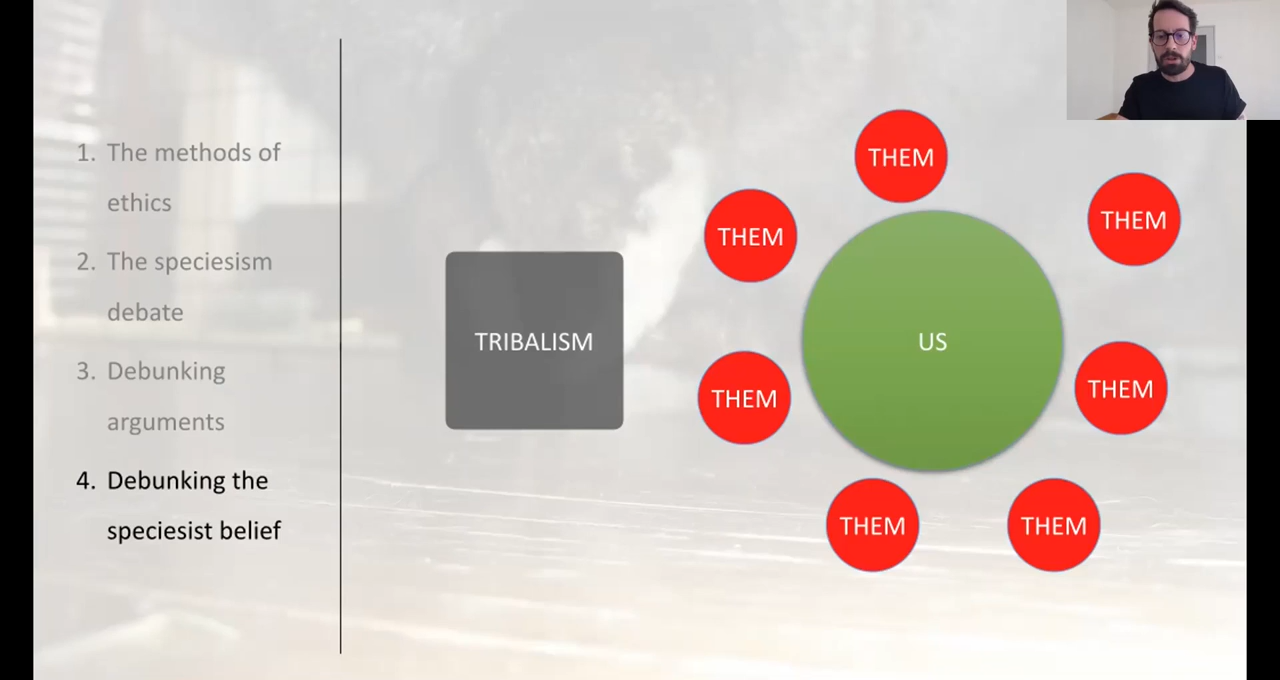 1. The methods of
ethics
2. The speciesism
debate
3. Debunking
arguments
4. Debunking the
speciesist belief
TRIBALISM
THEM
THEM
THEM
US
THEM
THEM
THEM
THEM